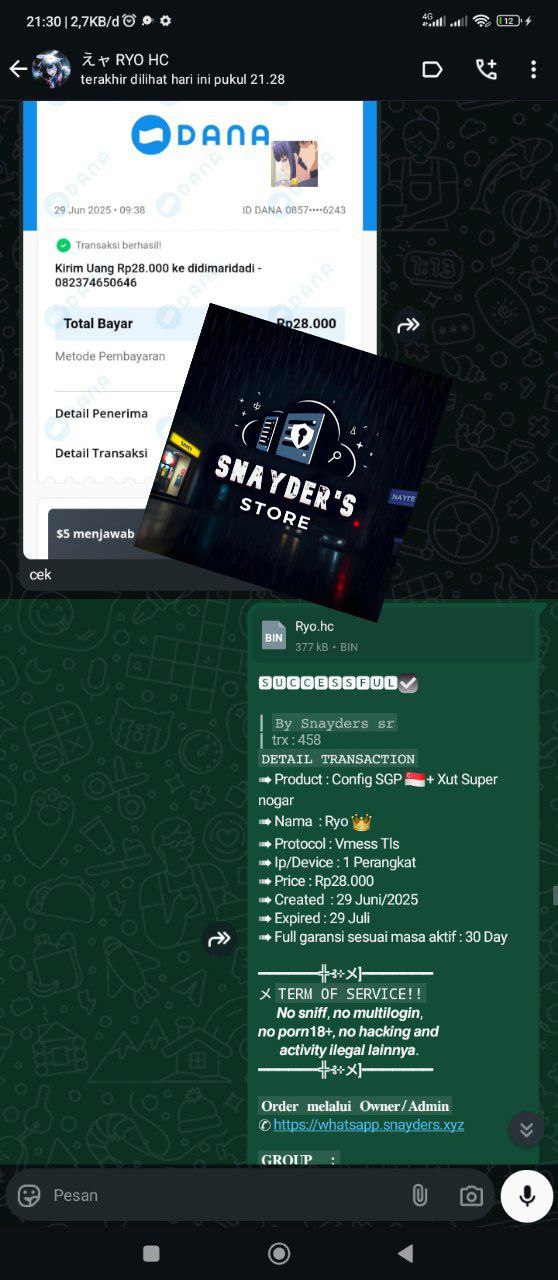 21:30 | 2,7KB/d
4G
12
えャ RYO HC
terakhir dilihat hari ini pukul 21.28
DANA
29 Jun 2025 • 09:38
ID DANA 0857••••6243
Transaksi berhasil!
Kirim Uang Rp28.000 ke didimaridadi -
082374650646
Total Bayar
Rp28.000
Metode Pembayaran
Detail Penerima
Detail Transaksi
SNAYDER'S
STORE
$5 menjawab
cek
BIN
Ryo.hc
377 kB • BIN
🆂🆄🅲🅲🅴🆂🆂🅵🆄🅻☑️
| By Snayders sr
| trx : 458
DETAIL TRANSACTION
➠ Product : Config SGP 🇸🇬 + Xut Super
nogar
➠ Nama : Ryo 👑
➠ Protocol : Vmess Tls
➠ Ip/Device : 1 Perangkat
➠ Price : Rp28.000
➠ Created : 29 Juni/2025
➠ Expired : 29 Juli
➠ Full garansi sesuai masa aktif : 30 Day
メ TERM OF SERVICE!!
No sniff, no multilogin,
no porn18+, no hacking and
activity ilegal lainnya.
Order melalui Owner/Admin
✆ https://whatsapp.snayders.xyz
GROUP :
Pesan